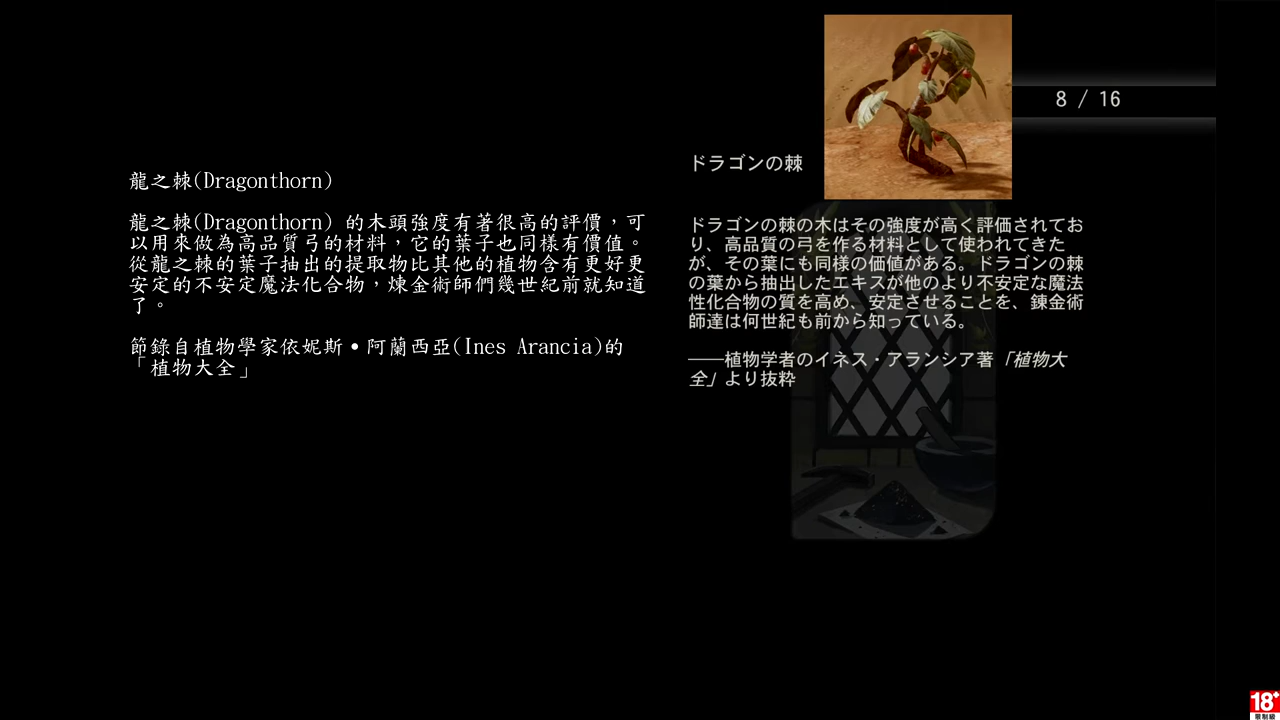 8 / 16
龍之棘(Dragonthorn)
龍之棘(Dragonthorn) 的木頭強度有著很高的評價，可
以用來做為高品質弓的材料，它的葉子也同樣有價值。
從龍之棘的葉子抽出的提取物比其他的植物含有更好更
安定的不安定魔法化合物，煉金術師們幾世紀前就知道
了。
節錄自植物學家依妮斯•阿蘭西亞(Ines Arancia)的
「植物大全」
ドラゴンの棘
ドラゴンの棘の木はその強度が高く評価されてお
り、高品質の弓を作る材料として使われてきた
が、その葉にも同様の価値がある。ドラゴンの棘
の葉から抽出したエキスが他のより不安定な魔法
性化合物の質を高め、安定させることを、錬金術
師達は何世紀も前から知っている。
――植物学者のイネス・アランシア著「植物大
全」より抜粋
18+
限制級